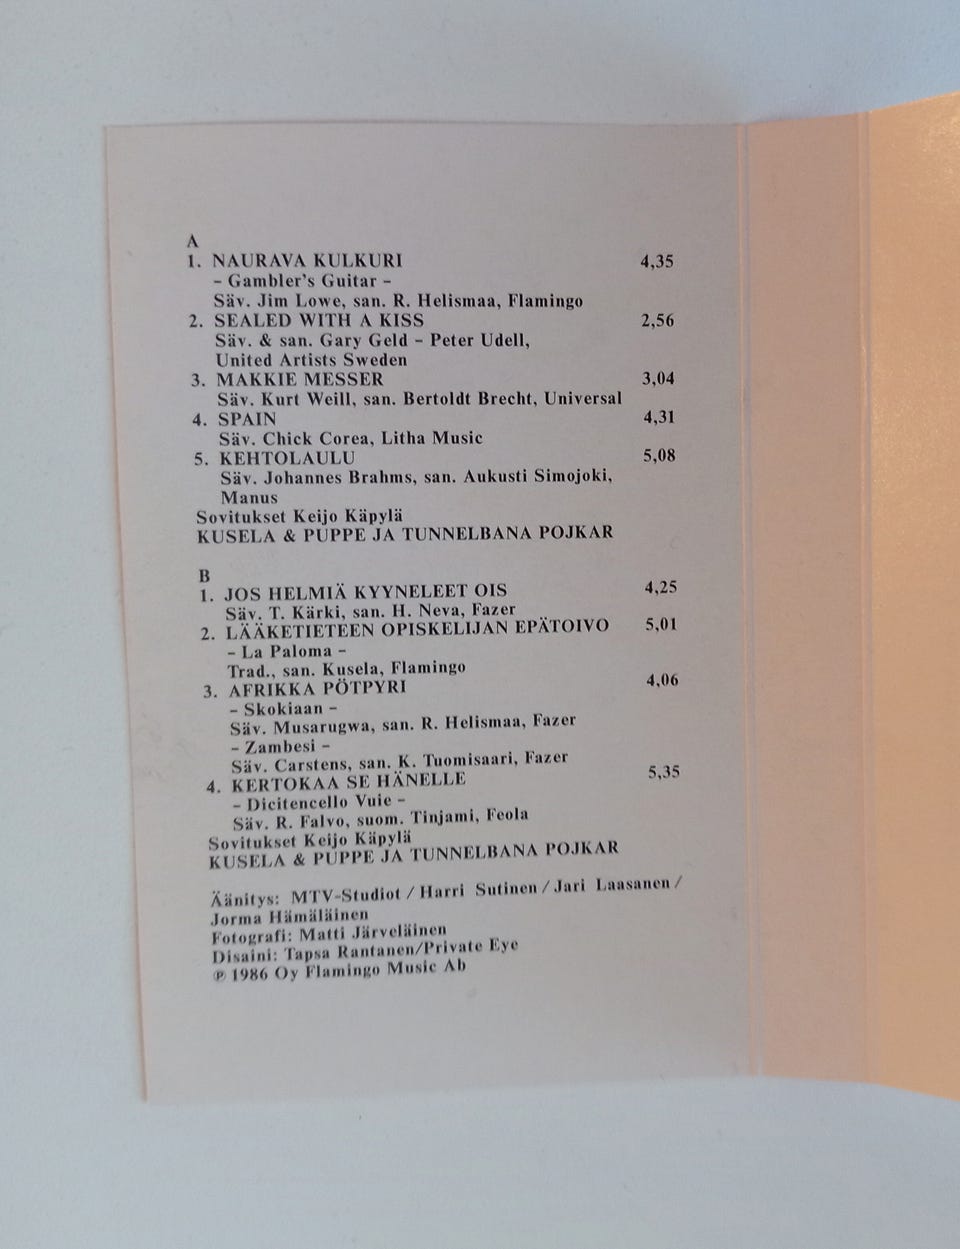 A
1. NAURAVA KULKURI 4,35
– Gambler's Guitar –
Säv. Jim Lowe, san. R. Helismaa, Flamingo
2. SEALED WITH A KISS 2,56
Säv. & san. Gary Geld – Peter Udell,
United Artists Sweden
3. MAKKIE MESSER 3,04
Säv. Kurt Weill, san. Bertoldt Brecht, Universal
4. SPAIN 4,31
Säv. Chick Corea, Litha Music
5. KEHTOLAULU 5,08
Säv. Johannes Brahms, san. Aukusti Simojoki,
Manus
Sovitukset Keijo Käpylä
KUSELA & PUPPE JA TUNNELBANA POJKAR
B
1. JOS HELMIÄ KYYNELEET OIS 4,25
Säv. T. Kärki, san. H. Neva, Fazer
2. LÄÄKETIETEEN OPISKELIJAN EPÄTOIVO 5,01
– La Paloma –
Trad., san. Kusela, Flamingo
3. AFRIKKA PÖTPYRI 4,06
– Skokiaan –
Säv. Musarugwa, san. R. Helismaa, Fazer
– Zambesi –
Säv. Carstens, san. K. Tuomisaari, Fazer
4. KERTOKAA SE HÄNELLE 5,35
– Dicitencello Vuie –
Säv. R. Falvo, suom. Tinjami, Feola
Sovitukset Keijo Käpylä
KUSELA & PUPPE JA TUNNELBANA POJKAR
Äänitys: MTV-Studiot / Harri Sutinen / Jari Laasanen /
Jorma Hämäläinen
Fotografi: Matti Järveläinen
Disaini: Tapsa Rantanen/Private Eye
℗ 1986 Oy Flamingo Music Ab